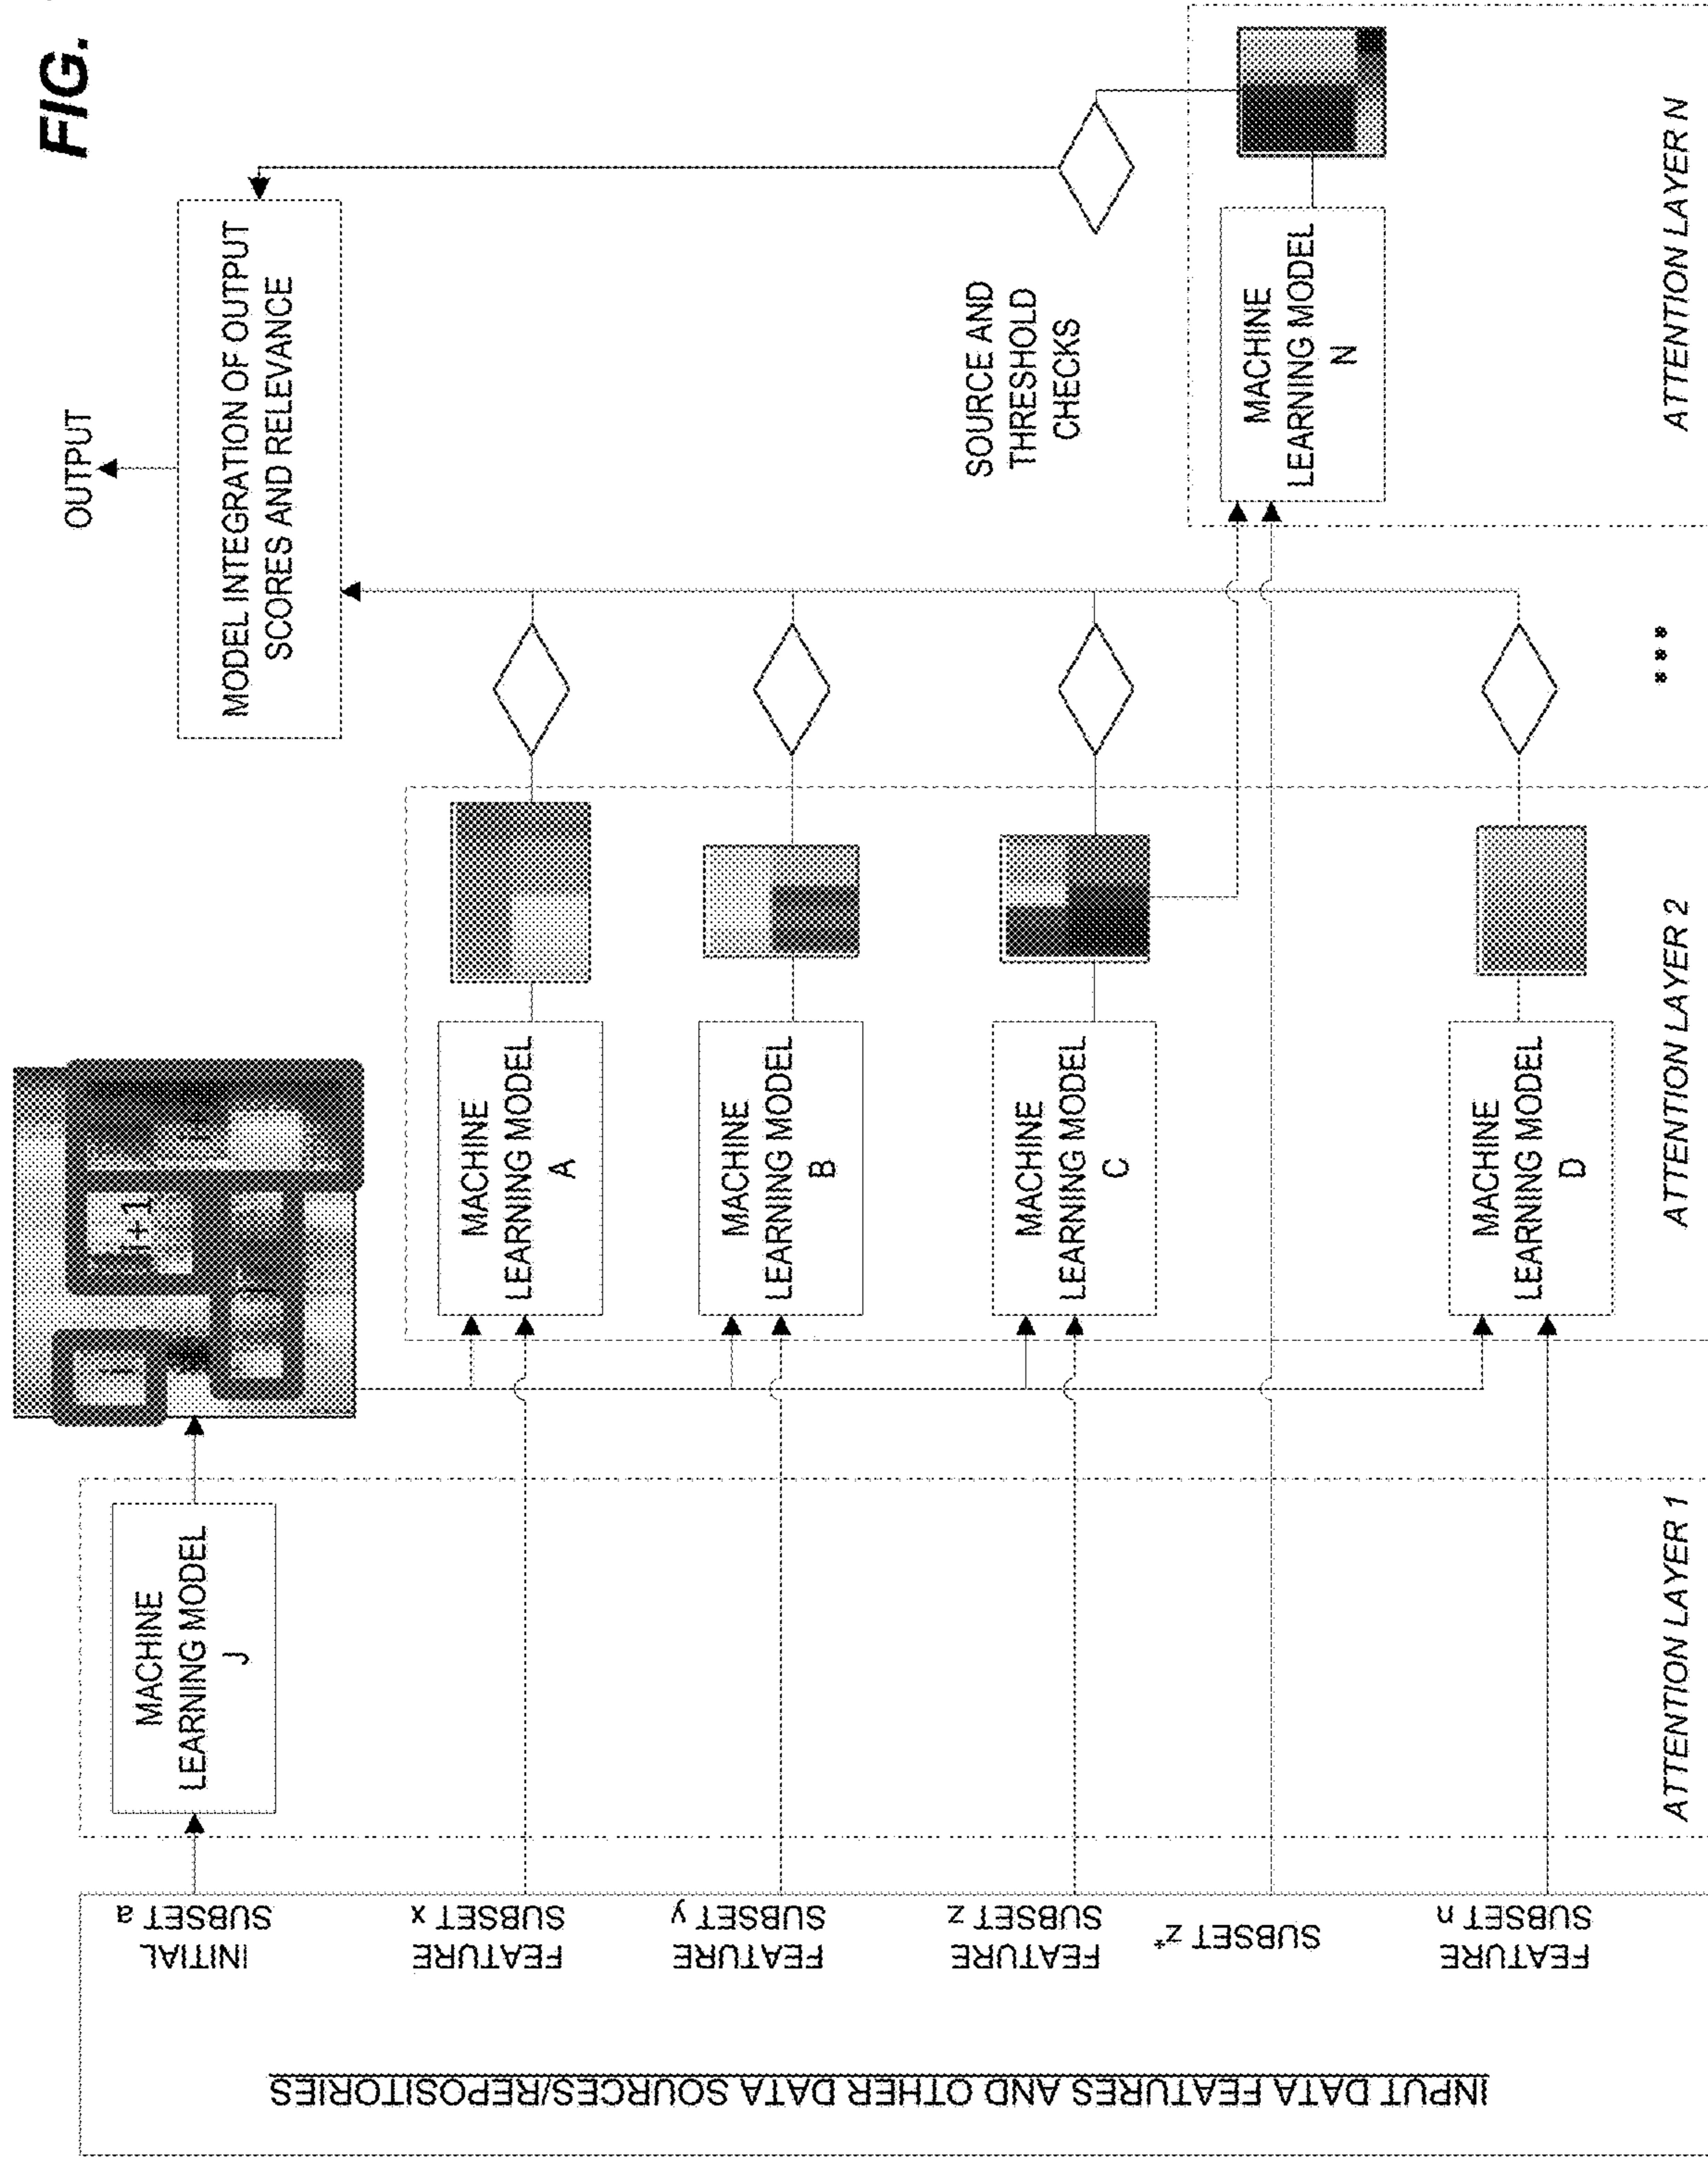 FIG.
OUTPUT
MODEL INTEGRATION OF OUTPUT
SCORES AND RELEVANCE
SOURCE AND
THRESHOLD
CHECKS
INPUT DATA FEATURES AND OTHER DATA SOURCES/REPOSITORIES
INITIAL
SUBSET a
FEATURE
SUBSET x
FEATURE
SUBSET y
FEATURE
SUBSET z
SUBSET z*
FEATURE
SUBSET n
MACHINE
LEARNING MODEL
J
i+1
MACHINE
LEARNING MODEL
A
MACHINE
LEARNING MODEL
B
MACHINE
LEARNING MODEL
C
MACHINE
LEARNING MODEL
D
MACHINE
LEARNING MODEL
N
ATTENTION LAYER 1
ATTENTION LAYER 2
ATTENTION LAYER N